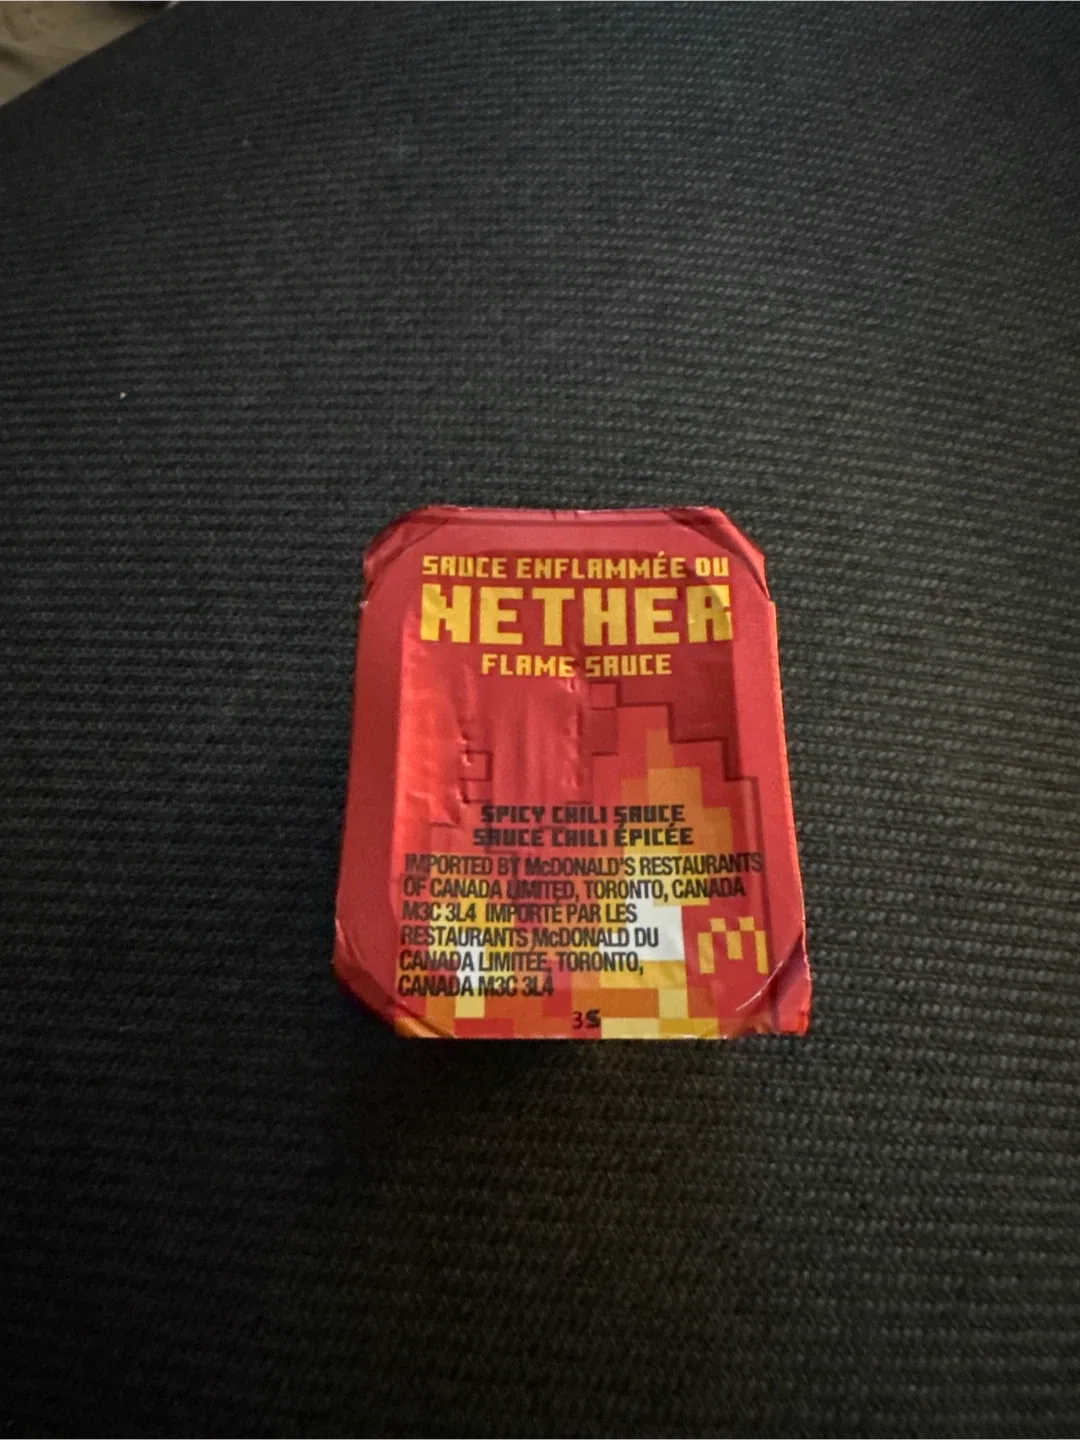 SAUCE ENFLAMMÉE DU
NETHER
FLAME SAUCE
SPICY CHILI SAUCE
SAUCE CHILI ÉPICÉE
IMPORTED BY McDONALD'S RESTAURANTS
OF CANADA LIMITED, TORONTO, CANADA
M3C 3L4 IMPORTÉ PAR LES
RESTAURANTS McDONALD DU
CANADA LIMITÉE, TORONTO,
CANADA M3C 3L4